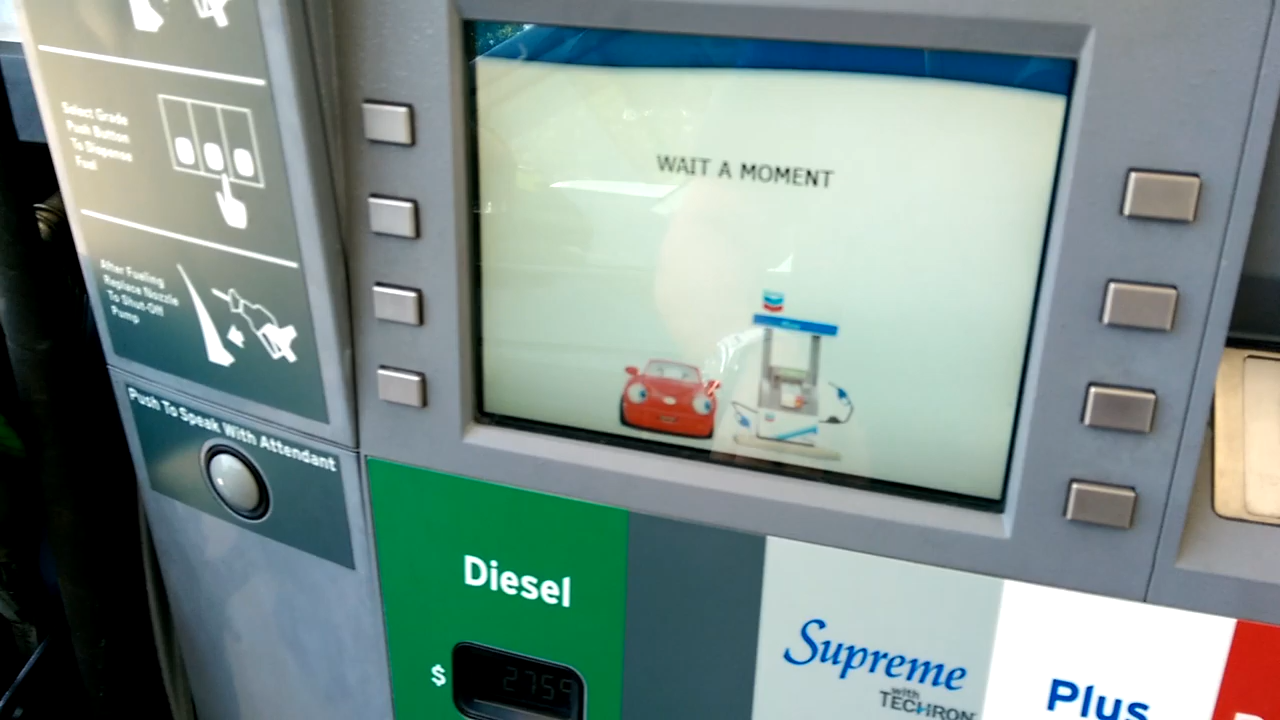 Select Grade
Push Button
To Dispense
Fuel
After Fueling
Replace Nozzle
To Shut-Off
Pump
Push To Speak With Attendant
WAIT A MOMENT
Diesel
$ 2759
Supreme
with
TECHRON
Plus